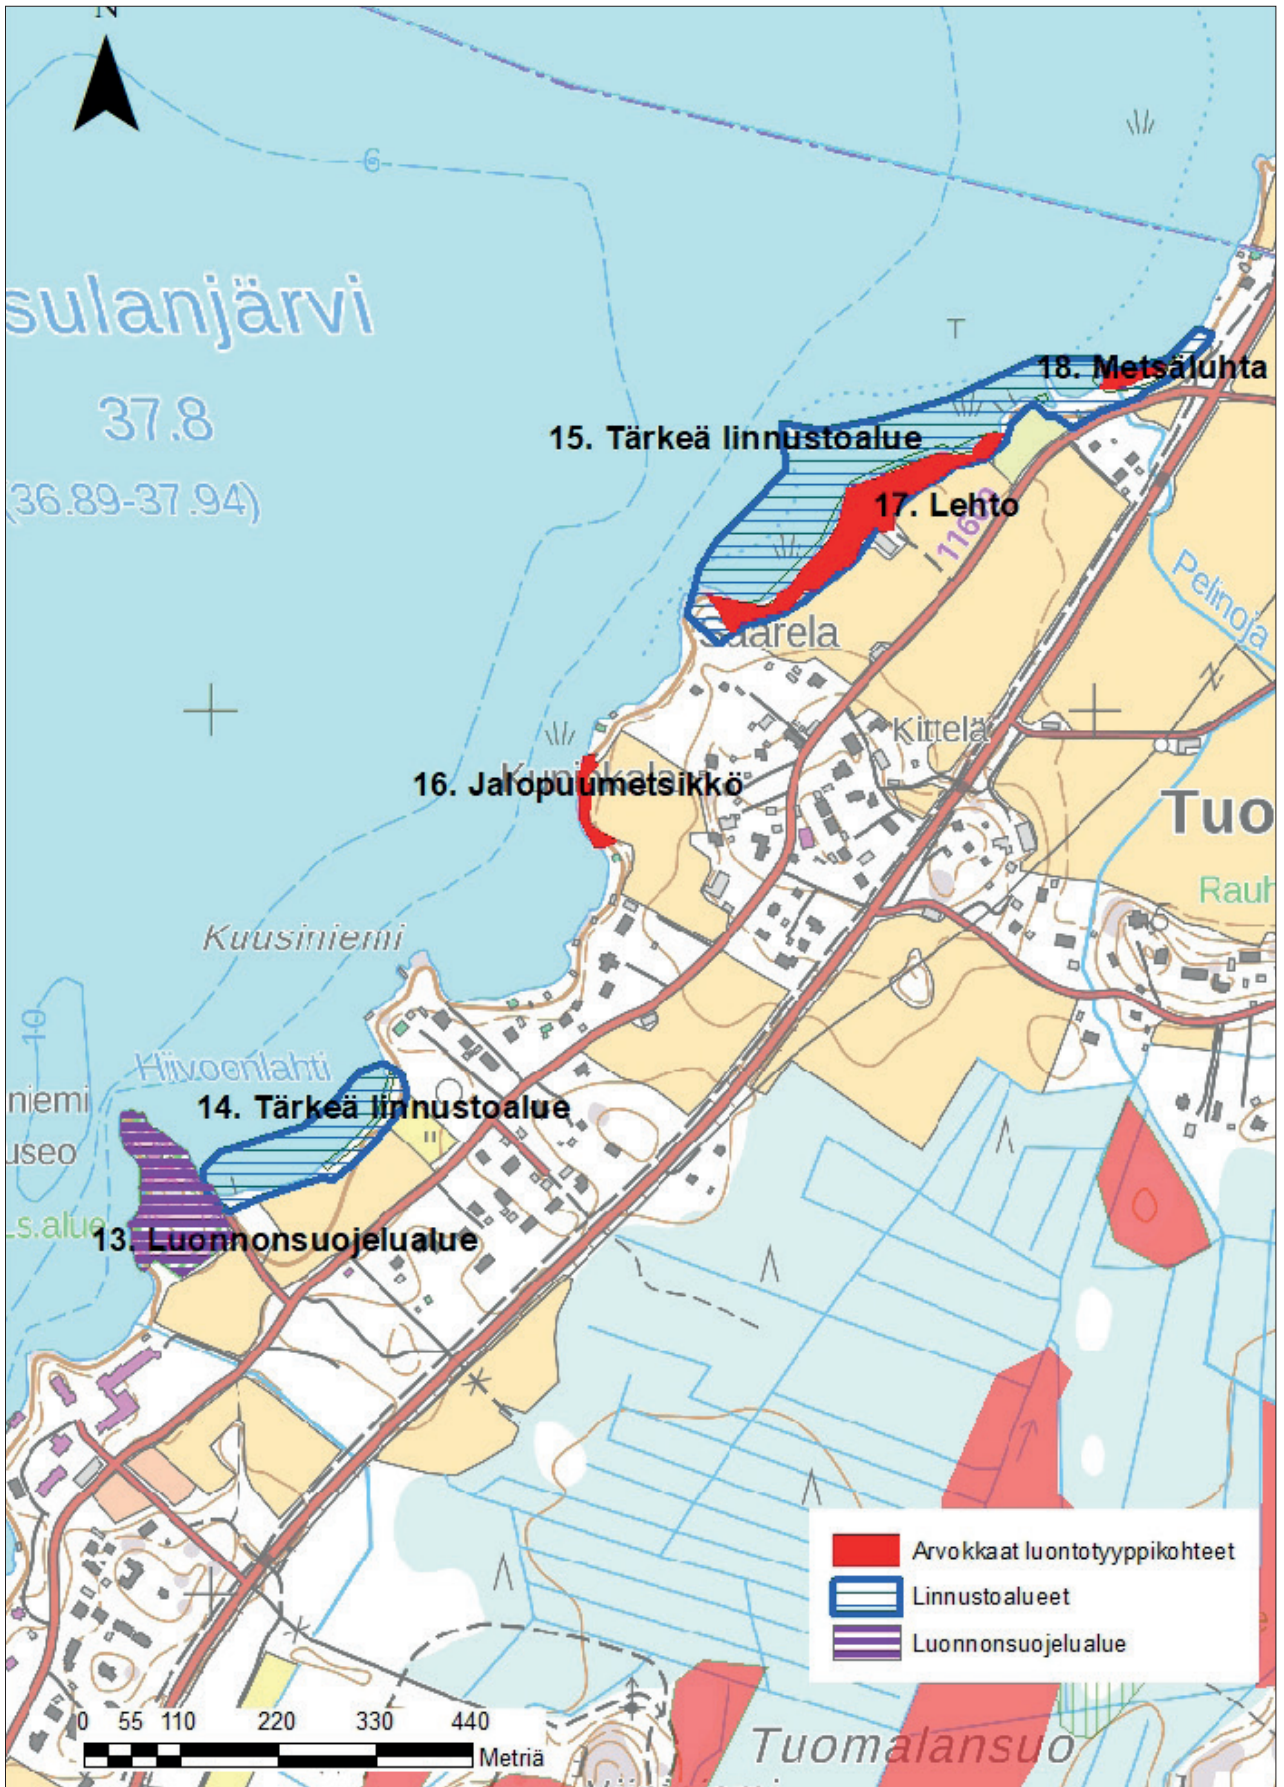 N
6
sulanjärvi
37.8
(36.89-37.94)
T
18. Metsäluhta
15. Tärkeä linnustoalue
17. Lehto
Pelinoja
Saarela
Kittelä
16. Jalopuumetsikkö
Tuo
Rauh
Kuusiniemi
10
Hiivoonlahti
niemi
14. Tärkeä linnustoalue
useo
Ls.alue
13. Luonnonsuojelualue
Arvokkaat luontotyyppikohteet
Linnustoalueet
Luonnonsuojelualue
0 55 110 220 330 440
Metriä
Tuomalansuo